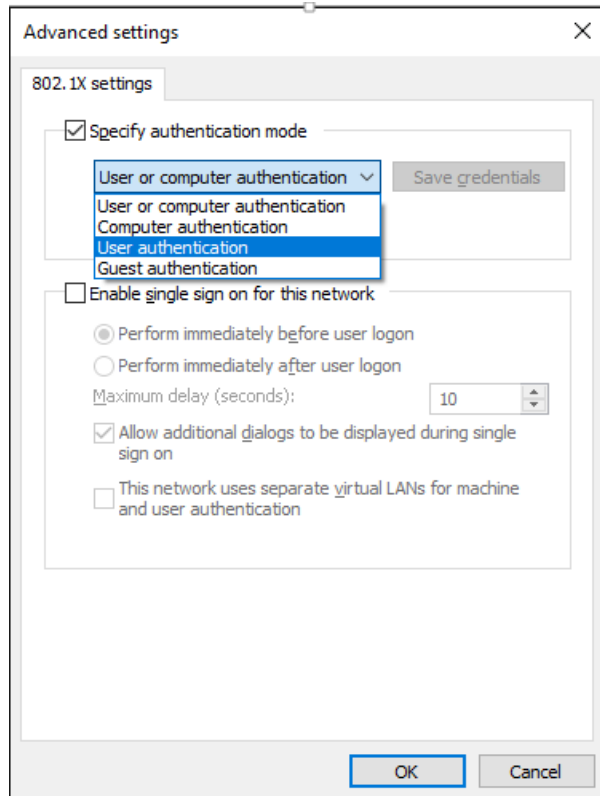 Advanced settings
802.1X settings
Specify authentication mode
User or computer authentication
Save credentials
User or computer authentication
Computer authentication
User authentication
Guest authentication
Enable single sign on for this network
Perform immediately before user logon
Perform immediately after user logon
Maximum delay (seconds):
10
Allow additional dialogs to be displayed during single
sign on
This network uses separate virtual LANs for machine
and user authentication
OK
Cancel